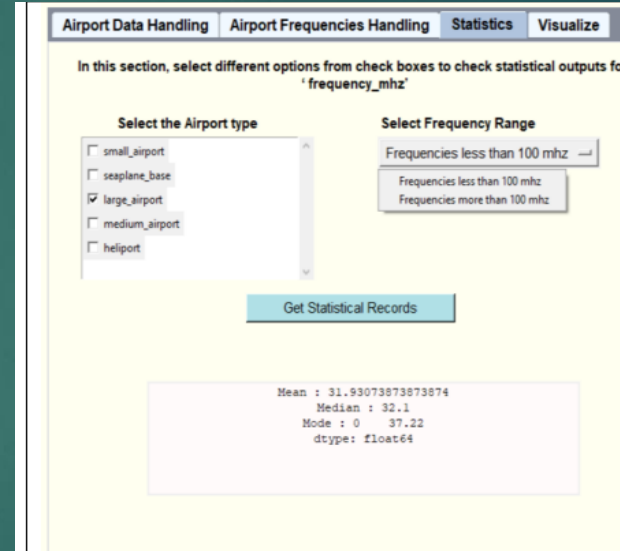 Airport Data Handling Airport Frequencies Handling Statistics Visualize
In this section, select different options from check boxes to check statistical outputs fo
' frequency_mhz'
Select the Airport type
small_airport
seaplane_base
large_airport
medium_airport
heliport
Select Frequency Range
Frequencies less than 100 mhz
Frequencies less than 100 mhz
Frequencies more than 100 mhz
Get Statistical Records
Mean : 31.93073873873874
Median : 32.1
Mode : 0 37.22
dtype: float64